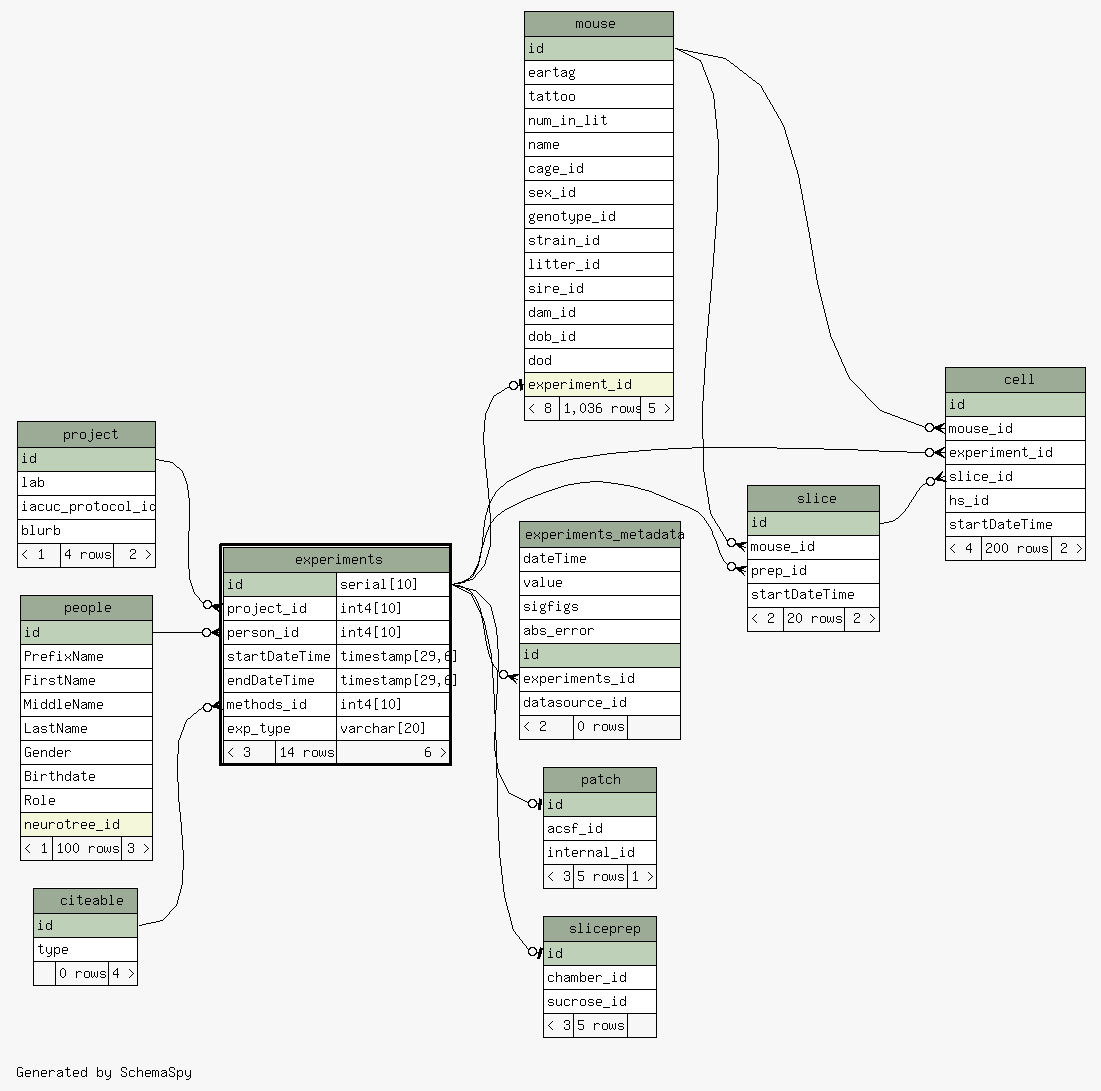 mouse
id
eartag
tattoo
num_in_lit
name
cage_id
sex_id
genotype_id
strain_id
litter_id
sire_id
dam_id
dob_id
dod
experiment_id
< 8 1,036 rows 5 >
cell
id
mouse_id
experiment_id
slice_id
hs_id
startDateTime
< 4 200 rows 2 >
project
id
lab
iacuc_protocol_id
blurb
< 1 4 rows 2 >
slice
id
mouse_id
prep_id
startDateTime
< 2 20 rows 2 >
experiments
id serial[10]
project_id int4[10]
person_id int4[10]
startDateTime timestamp[29,6]
endDateTime timestamp[29,6]
methods_id int4[10]
exp_type varchar[20]
< 3 14 rows 6 >
experiments_metadata
dateTime
value
sigfigs
abs_error
id
experiments_id
datasource_id
< 2 0 rows
people
id
PrefixName
FirstName
MiddleName
LastName
Gender
Birthdate
Role
neurotree_id
< 1 100 rows 3 >
patch
id
acsf_id
internal_id
< 3 5 rows 1 >
citeable
id
type
0 rows 4 >
sliceprep
id
chamber_id
sucrose_id
< 3 5 rows
Generated by SchemaSpy